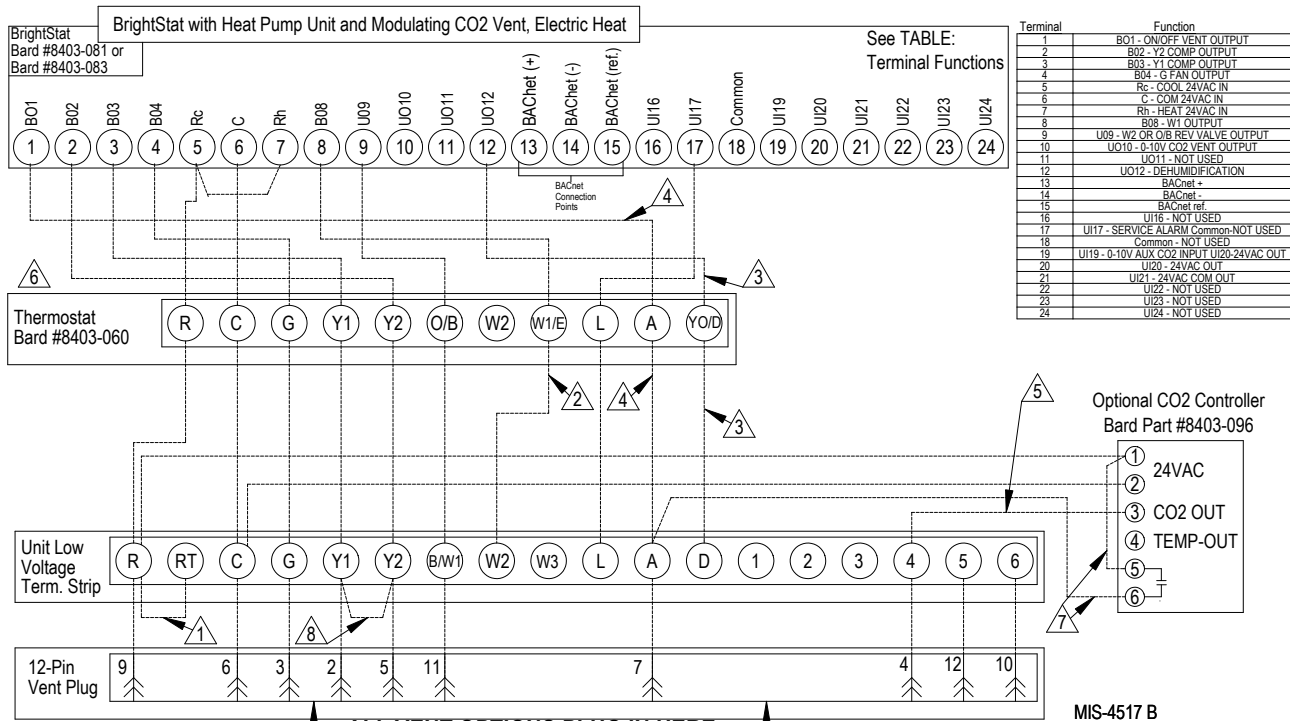 BrightStat with Heat Pump Unit and Modulating CO2 Vent, Electric Heat
BrightStat
Bard #8403-081 or
Bard #8403-083
See TABLE:
Terminal Functions
BO1 B02 B03 B04 Rc C Rh B08 U09 UO10 UO11 UO12 BAChet (+) BAChet (-) BAChet (ref.) UI16 UI17 Common UI19 UI20 UI21 UI22 UI23 UI24
1 2 3 4 5 6 7 8 9 10 11 12 13 14 15 16 17 18 19 20 21 22 23 24
BACnet
Connection
Points
Terminal Function
1 BO1 - ON/OFF VENT OUTPUT
2 B02 - Y2 COMP OUTPUT
3 B03 - Y1 COMP OUTPUT
4 B04 - G FAN OUTPUT
5 Rc - COOL 24VAC IN
6 C - COM 24VAC IN
7 Rh - HEAT 24VAC IN
8 B08 - W1 OUTPUT
9 U09 - W2 OR O/B REV VALVE OUTPUT
10 UO10 - 0-10V CO2 VENT OUTPUT
11 UO11 - NOT USED
12 UO12 - DEHUMIDIFICATION
13 BACnet +
14 BACnet -
15 BACnet ref.
16 UI16 - NOT USED
17 UI17 - SERVICE ALARM Common-NOT USED
18 Common - NOT USED
19 UI19 - 0-10V AUX CO2 INPUT UI20-24VAC OUT
20 UI20 - 24VAC OUT
21 UI21 - 24VAC COM OUT
22 UI22 - NOT USED
23 UI23 - NOT USED
24 UI24 - NOT USED
4
6
3
Thermostat
Bard #8403-060
R C G Y1 Y2 O/B W2 W1/E L A YO/D
2
4
3
5
Optional CO2 Controller
Bard Part #8403-096
1
24VAC
2
3 CO2 OUT
4 TEMP-OUT
5
6
7
Unit Low
Voltage
Term. Strip
R RT C G Y1 Y2 B/W1 W2 W3 L A D 1 2 3 4 5 6
1
8
12-Pin
Vent Plug
9 6 3 2 5 11 7 4 12 10
MIS-4517 B